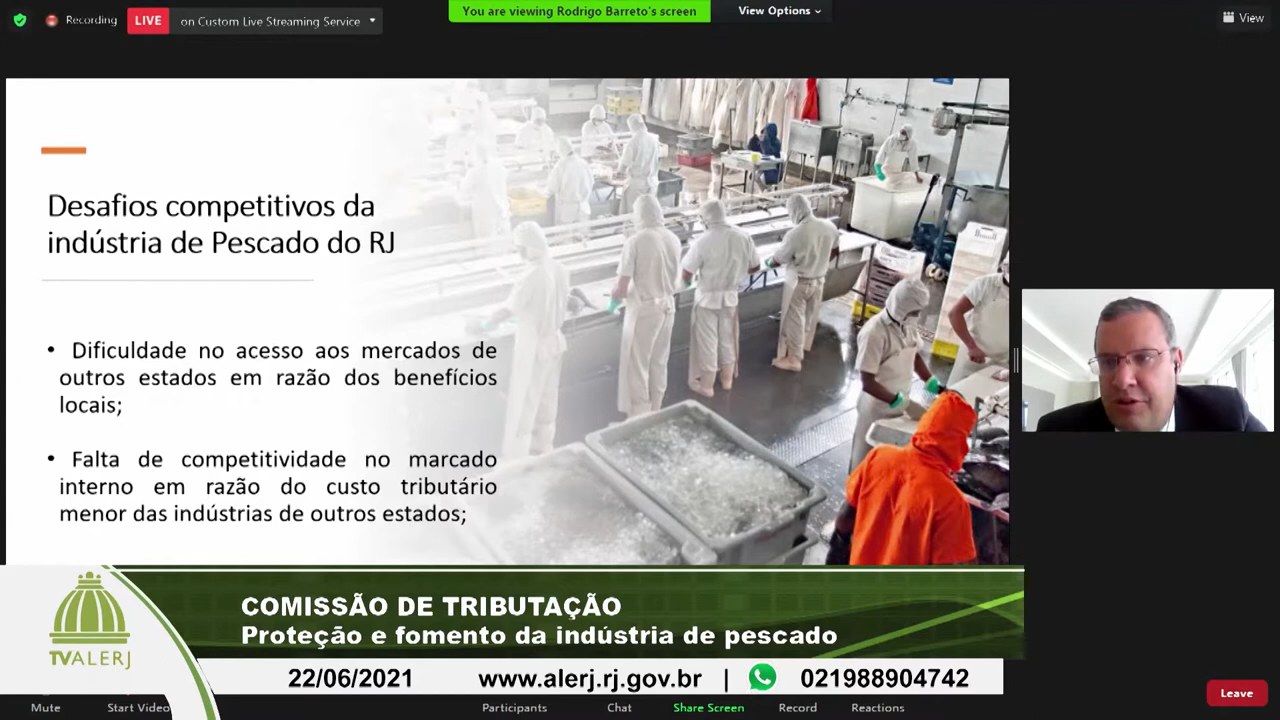 Recording
LIVE
on Custom Live Streaming Service
You are viewing Rodrigo Barreto's screen
View Options
View
Desafios competitivos da
indústria de Pescado do RJ
• Dificuldade no acesso aos mercados de
outros estados em razão dos benefícios
locais;
• Falta de competitividade no marcado
interno em razão do custo tributário
menor das indústrias de outros estados;
COMISSÃO DE TRIBUTAÇÃO
Proteção e fomento da indústria de pescado
TVALERJ
22/06/2021
www.alerj.rj.gov.br | 021988904742
Mute
Start Video
Participants
Chat
Share Screen
Record
Reactions
Leave